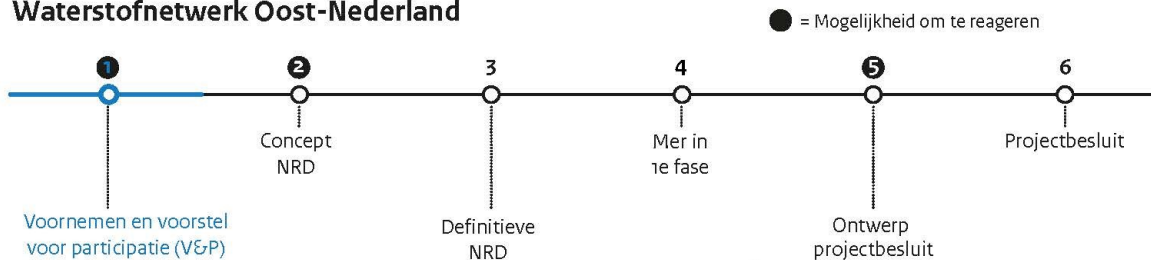 Waterstofnetwerk Oost-Nederland
= Mogelijkheid om te reageren
1 2 3 4 5 6
Concept
NRD
Mer in
1e fase
Projectbesluit
Voornemen en voorstel
voor participatie (V&P)
Definitieve
NRD
Ontwerp
projectbesluit